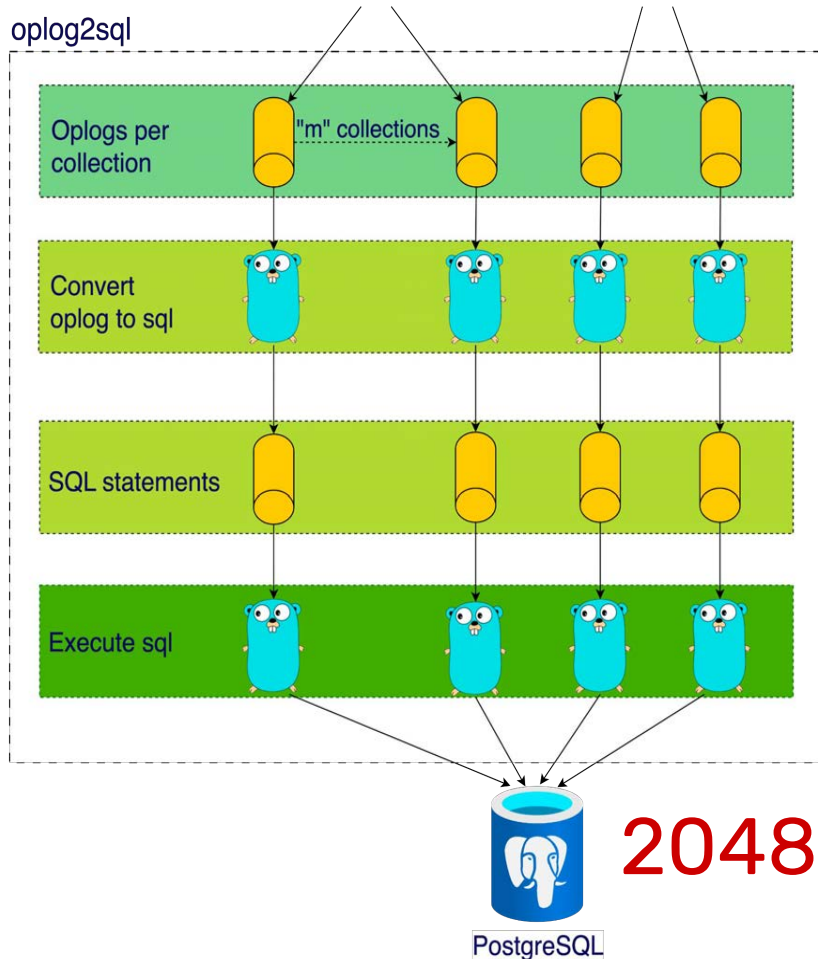 oplog2sql
Oplogs per
collection
"m" collections
Convert
oplog to sql
SQL statements
Execute sql
2048
PostgreSQL